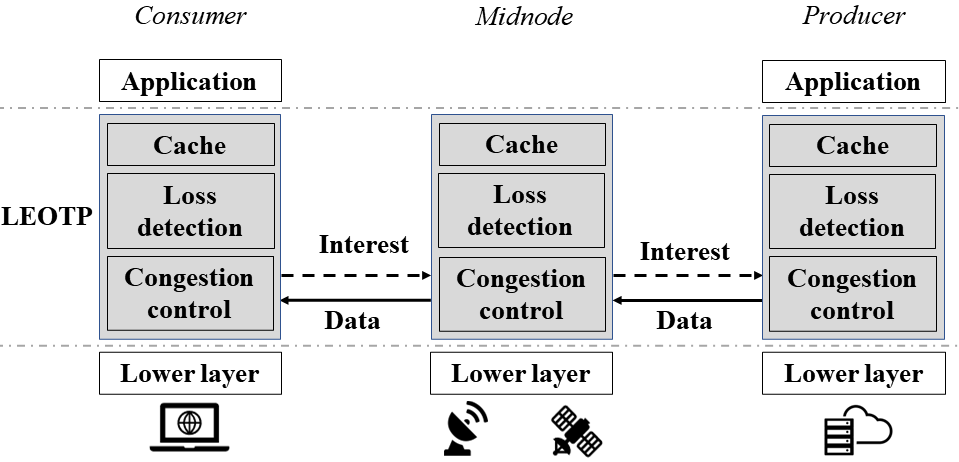 Consumer
Midnode
Producer
Application
Application
Cache
Cache
Cache
LEOTP
Loss
detection
Loss
detection
Loss
detection
Interest
Interest
Congestion
control
Congestion
control
Congestion
control
Data
Data
Lower layer
Lower layer
Lower layer